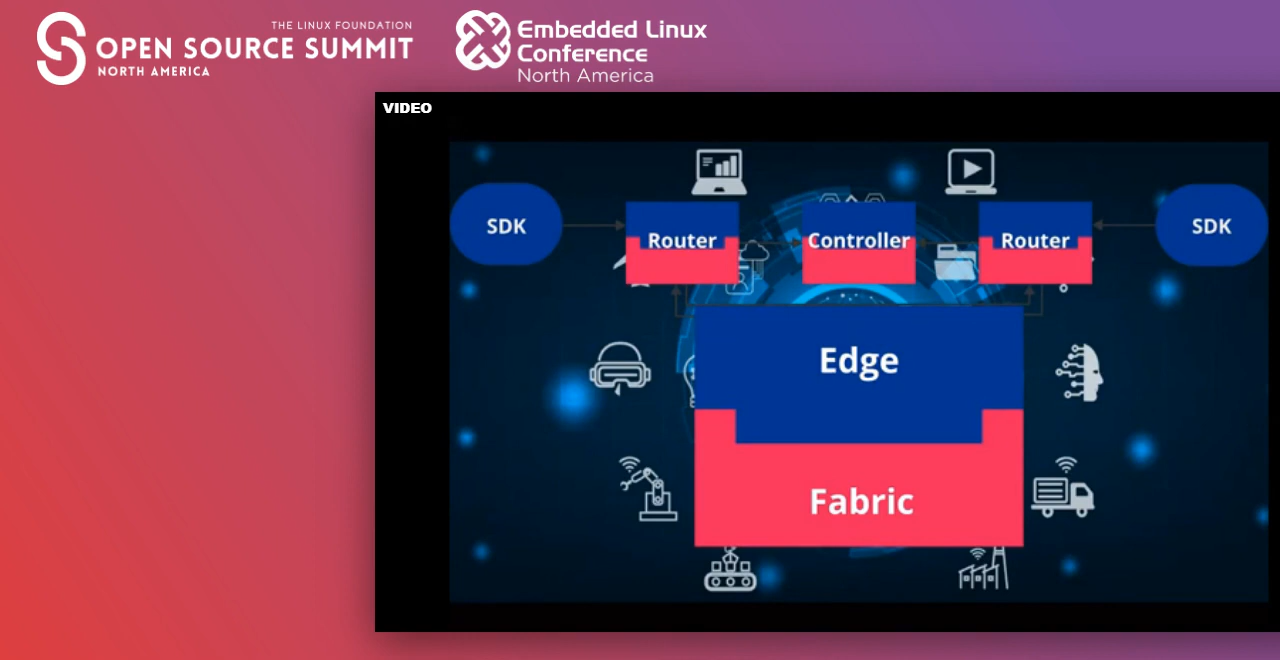 THE LINUX FOUNDATION
OPEN SOURCE SUMMIT
NORTH AMERICA
Embedded Linux
Conference
North America
VIDEO
SDK
Router
Controller
Router
SDK
Edge
Fabric